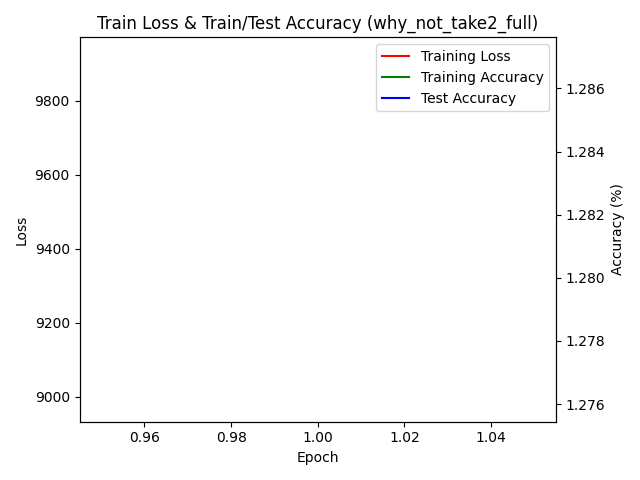 Train Loss & Train/Test Accuracy (why_not_take2_full)
Training Loss
Training Accuracy
Test Accuracy
Loss
9800
9600
9400
9200
9000
1.286
1.284
1.282
1.280
1.278
1.276
Accuracy (%)
0.96 0.98 1.00 1.02 1.04
Epoch